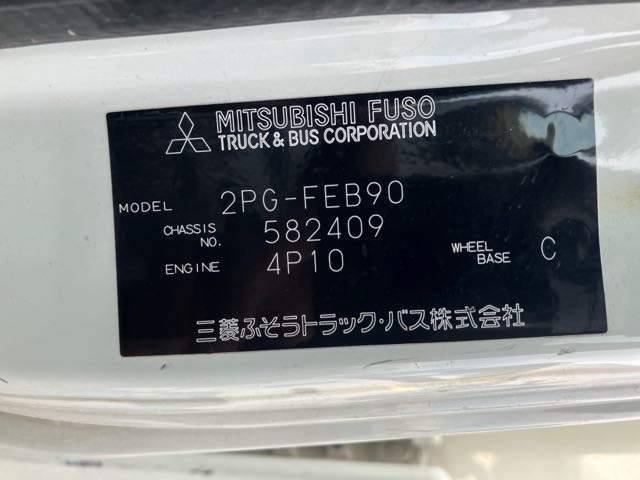 MITSUBISHI FUSO
TRUCK & BUS CORPORATION
MODEL 2PG-FEB90
CHASSIS NO. 582409
ENGINE 4P10 WHEEL BASE C
三菱ふそうトラック・バス株式会社